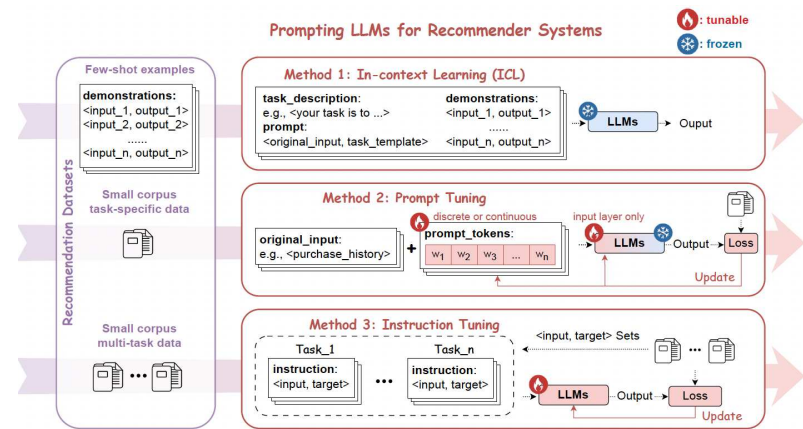 Prompting LLMs for Recommender Systems
: tunable
: frozen
Recommendation Datasets
Few-shot examples
demonstrations:
<input_1, output_1>
<input_2, output_2>
......
<input_n, output_n>
Small corpus
task-specific data
Small corpus
multi-task data
Method 1: In-context Learning (ICL)
task_description:
e.g., <your task is to ...>
prompt:
<original_input, task_template>
demonstrations:
<input_1, output_1>
......
<input_n, output_n>
LLMs
Ouput
Method 2: Prompt Tuning
original_input:
e.g., <purchase_history>
+
discrete or continuous
prompt_tokens:
w1 w2 w3 ... wn
input layer only
LLMs
Output
Loss
Update
Method 3: Instruction Tuning
Task_1
instruction:
<input, target>
...
Task_n
instruction:
<input, target>
<input, target> Sets
LLMs
Output
Loss
Update